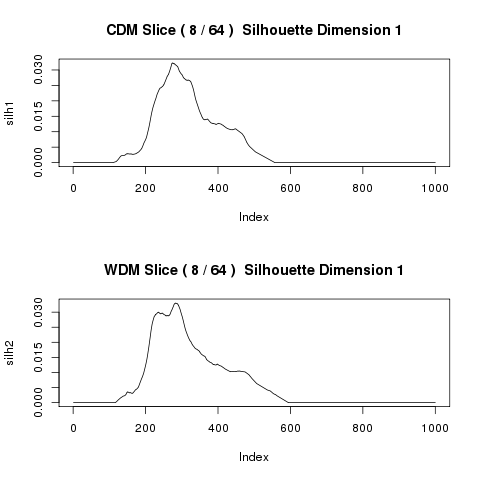 CDM Slice ( 8 / 64 )  Silhouette Dimension 1
silh1
0.030
0.015
0.000
0 200 400 600 800 1000
Index
WDM Slice ( 8 / 64 )  Silhouette Dimension 1
silh2
0.030
0.015
0.000
0 200 400 600 800 1000
Index